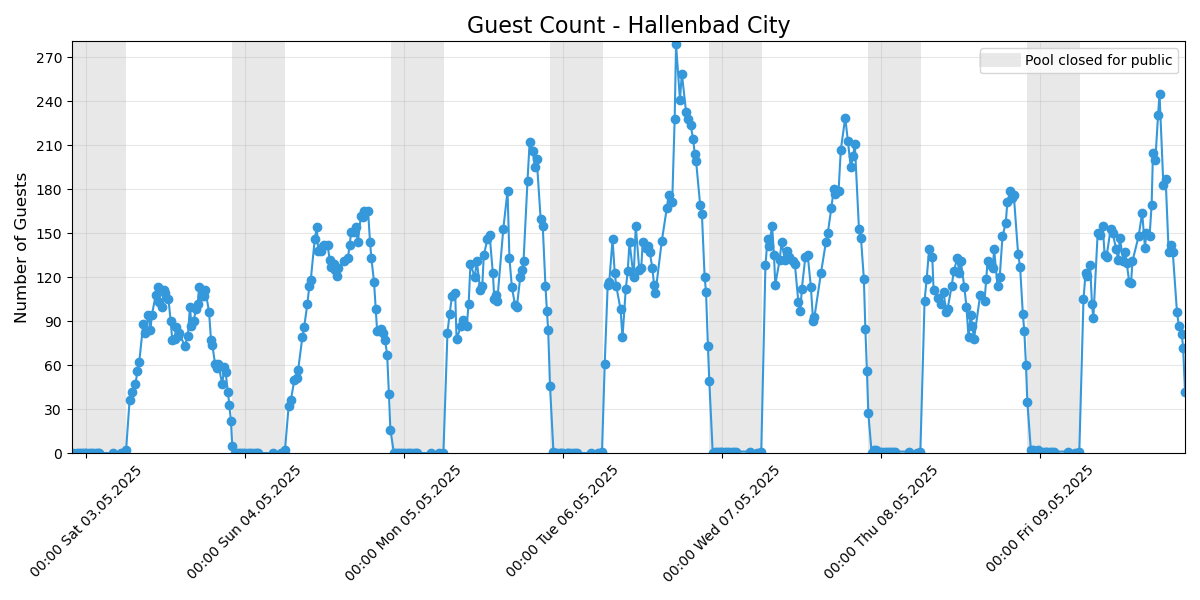 Guest Count - Hallenbad City
Pool closed for public
Number of Guests
270
240
210
180
150
120
90
60
30
0
00:00 Sat 03.05.2025
00:00 Sun 04.05.2025
00:00 Mon 05.05.2025
00:00 Tue 06.05.2025
00:00 Wed 07.05.2025
00:00 Thu 08.05.2025
00:00 Fri 09.05.2025